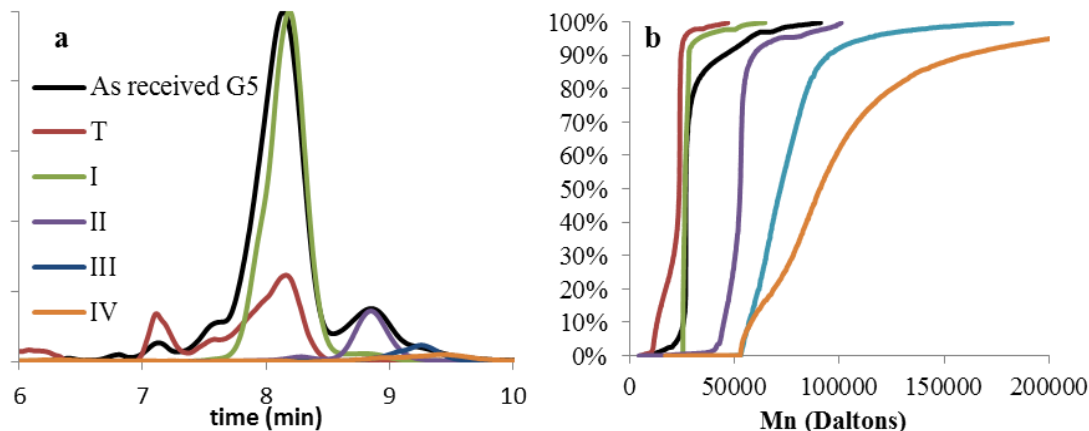 a
As received G5
T
I
II
III
IV
6 7 8 9 10
time (min)
b
100%
90%
80%
70%
60%
50%
40%
30%
20%
10%
0%
0 50000 100000 150000 200000
Mn (Daltons)